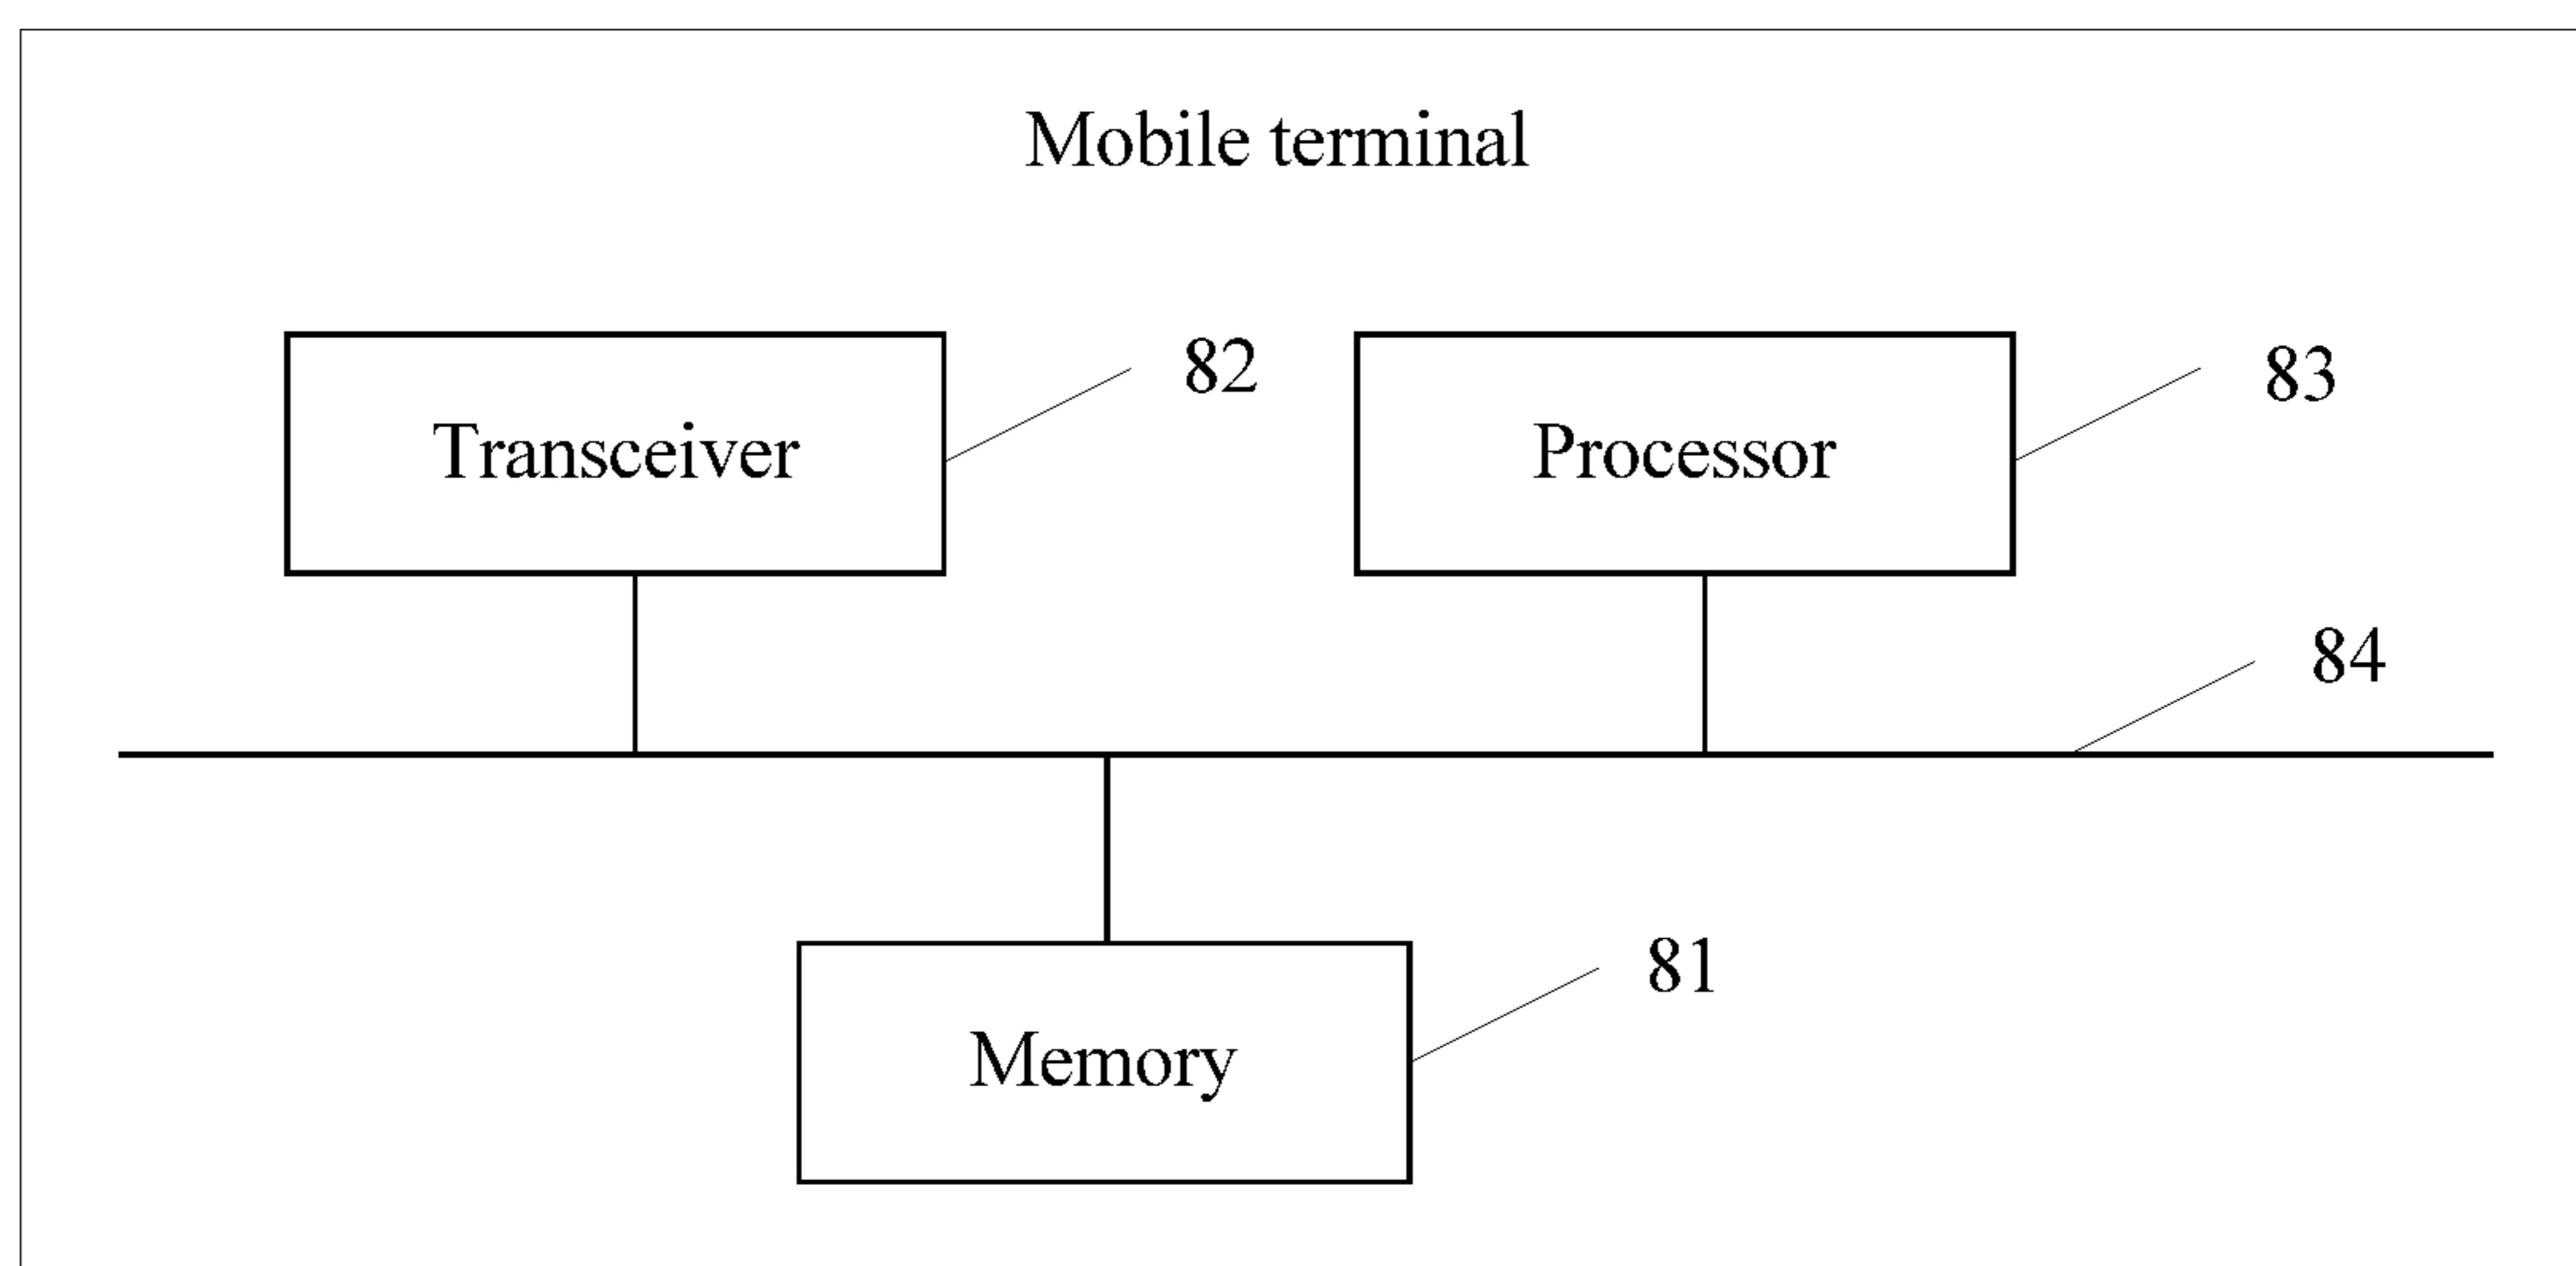 Mobile terminal
82
83
Transceiver
Processor
84
81
Memory